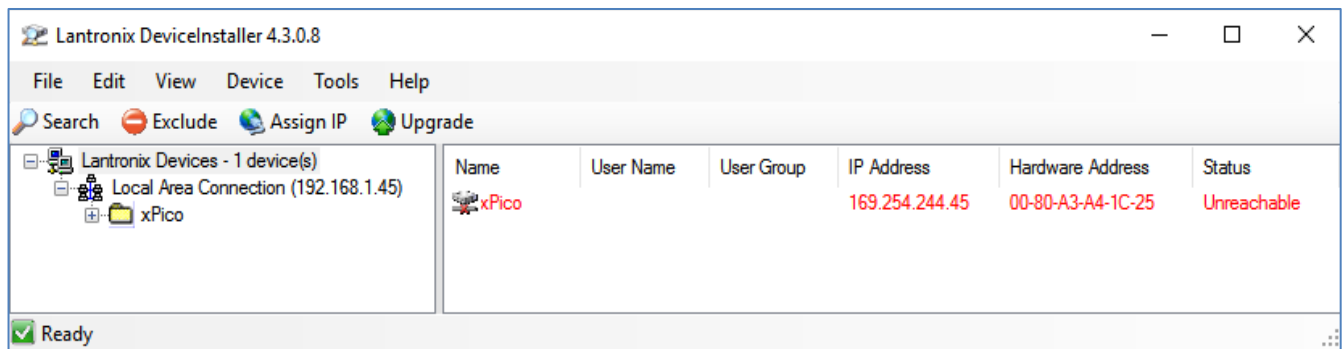 Lantronix DeviceInstaller 4.3.0.8
File Edit View Device Tools Help
Search Exclude Assign IP Upgrade
Lantronix Devices - 1 device(s)
Local Area Connection (192.168.1.45)
xPico
Name User Name User Group IP Address Hardware Address Status
xPico 169.254.244.45 00-80-A3-A4-1C-25 Unreachable
Ready